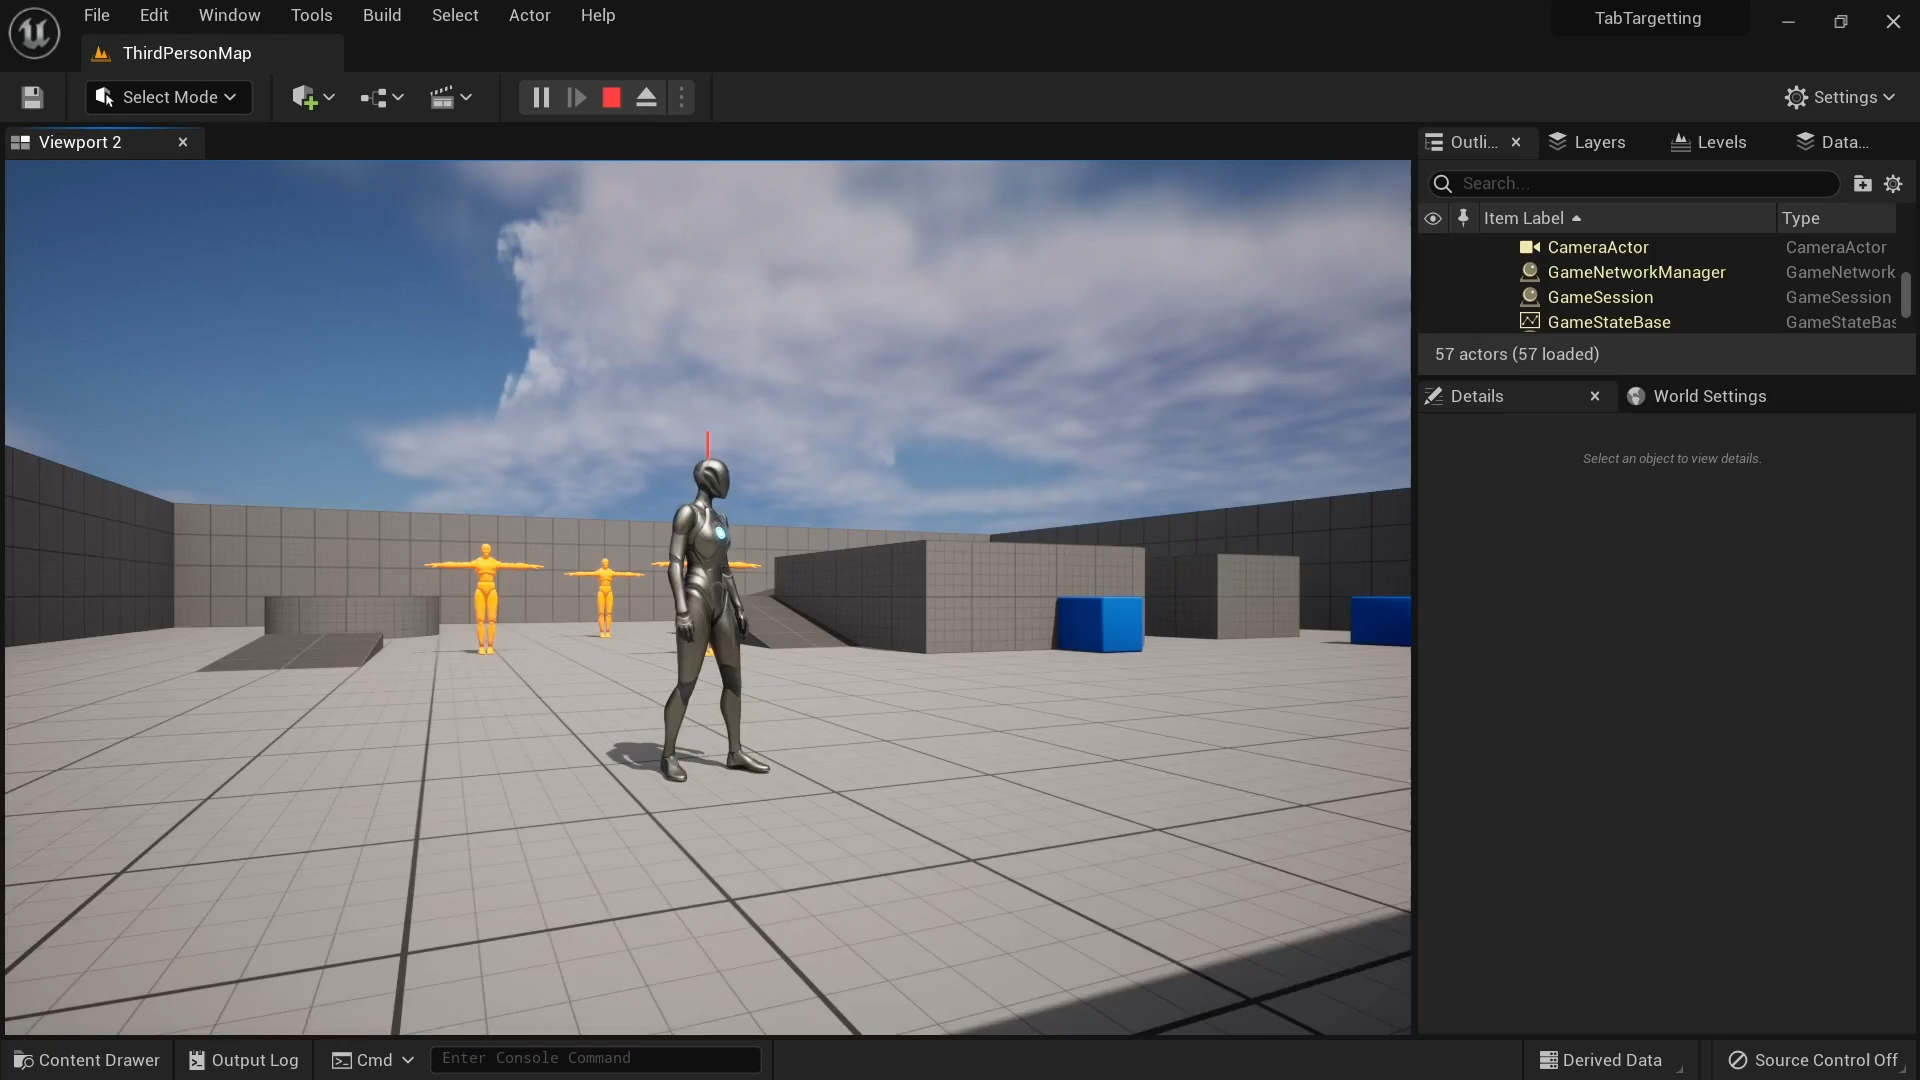 File Edit Window Tools Build Select Actor Help
TabTargetting
ThirdPersonMap
Select Mode
Settings
Viewport 2
Outli... Layers Levels Data...
Search...
Item Label Type
CameraActor CameraActor
GameNetworkManager GameNetwork
GameSession GameSession
GameStateBase GameStateBas
57 actors (57 loaded)
Details World Settings
Select an object to view details.
Content Drawer Output Log Cmd Enter Console Command Derived Data Source Control Off